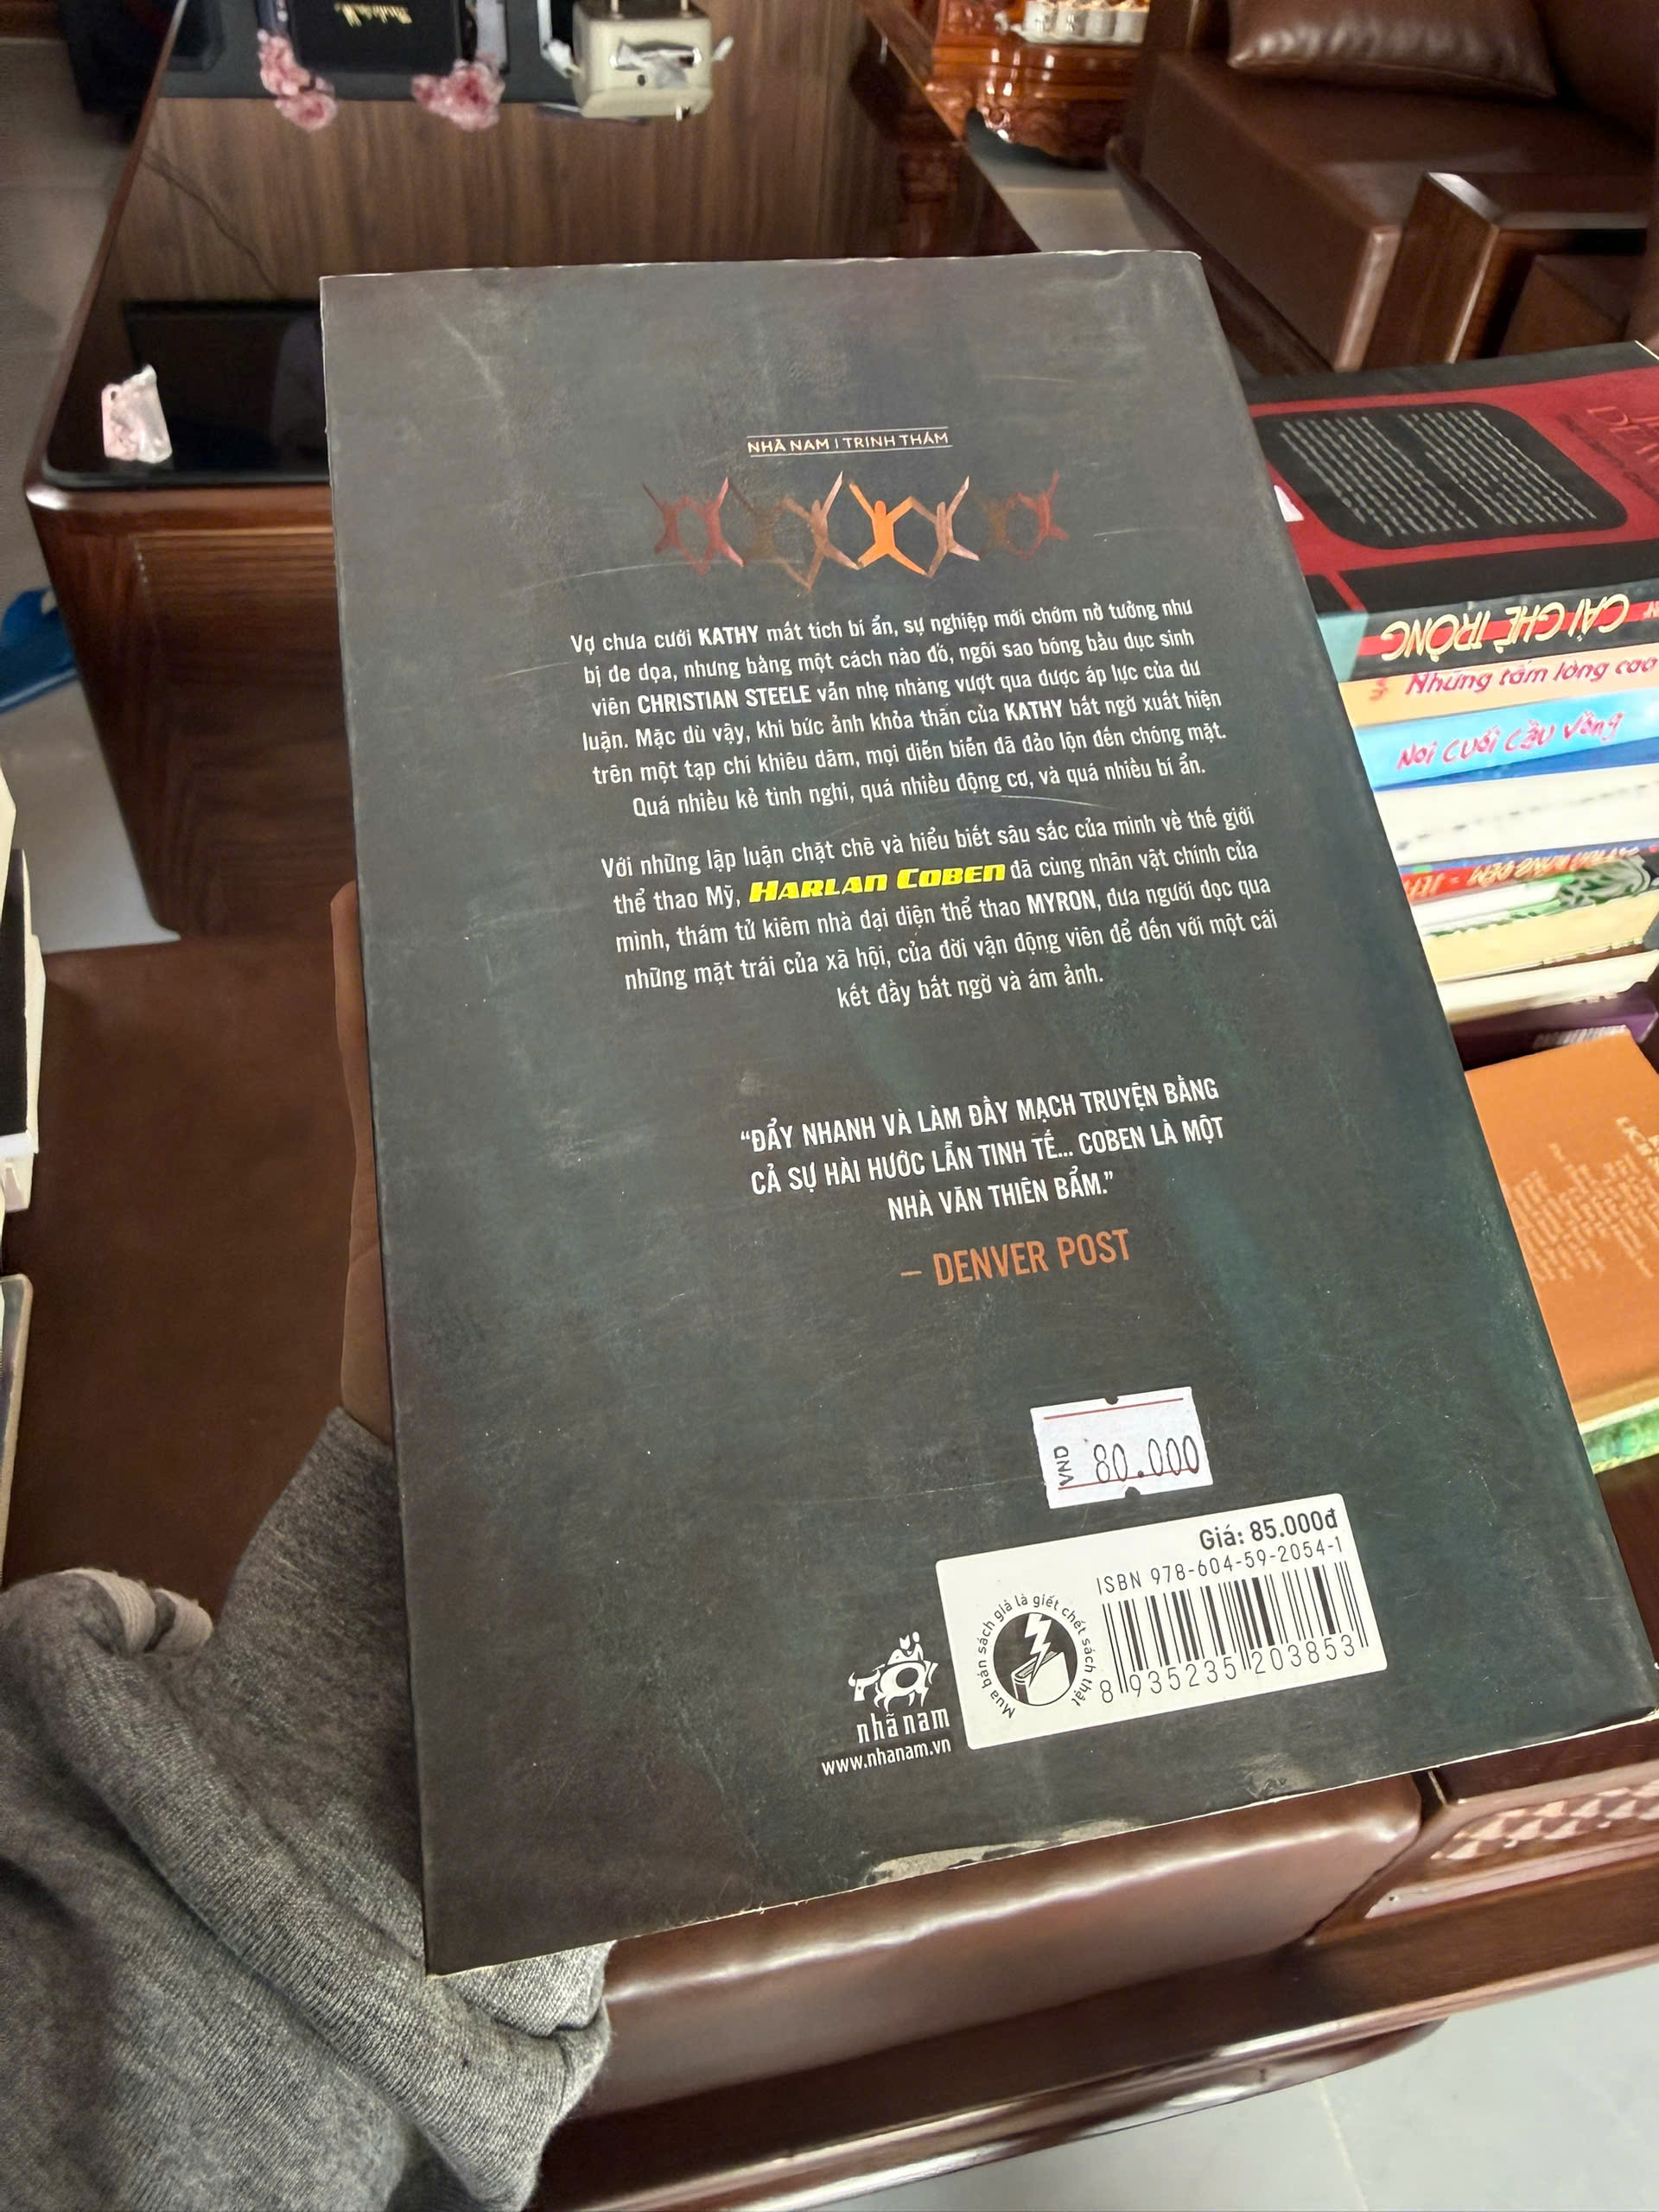 NHÃ NAM | TRINH THÁM
Vợ chưa cưới KATHY mất tích bí ẩn, sự nghiệp mới chớm nở tưởng như
bị đe dọa, nhưng bằng một cách nào đó, ngôi sao bóng bầu dục sinh
viên CHRISTIAN STEELE vẫn nhẹ nhàng vượt qua được áp lực của dư
luận. Mặc dù vậy, khi bức ảnh khỏa thân của KATHY bất ngờ xuất hiện
trên một tạp chí khiêu dâm, mọi diễn biến đã đảo lộn đến chóng mặt.
Quá nhiều kẻ tình nghi, quá nhiều động cơ, và quá nhiều bí ẩn.
Với những lập luận chặt chẽ và hiểu biết sâu sắc của mình về thế giới
thể thao Mỹ, HARLAN COBEN đã cùng nhân vật chính của
mình, thám tử kiêm nhà đại diện thể thao MYRON, đưa người đọc qua
những mặt trái của xã hội, của đời vận động viên để đến với một cái
kết đầy bất ngờ và ám ảnh.
“ĐẨY NHANH VÀ LÀM ĐẦY MẠCH TRUYỆN BẰNG
CẢ SỰ HÀI HƯỚC LẪN TINH TẾ... COBEN LÀ MỘT
NHÀ VĂN THIÊN BẨM.”
– DENVER POST
VND 80.000
Giá: 85.000đ
ISBN 978-604-59-2054-1
8 935235 203853
Mua bán sách giả là giết chết sách thật
nhã nam
www.nhanam.vn
CÁI GHẾ TRỐNG
Những tấm lòng cao
Nơi cuối cầu vồng